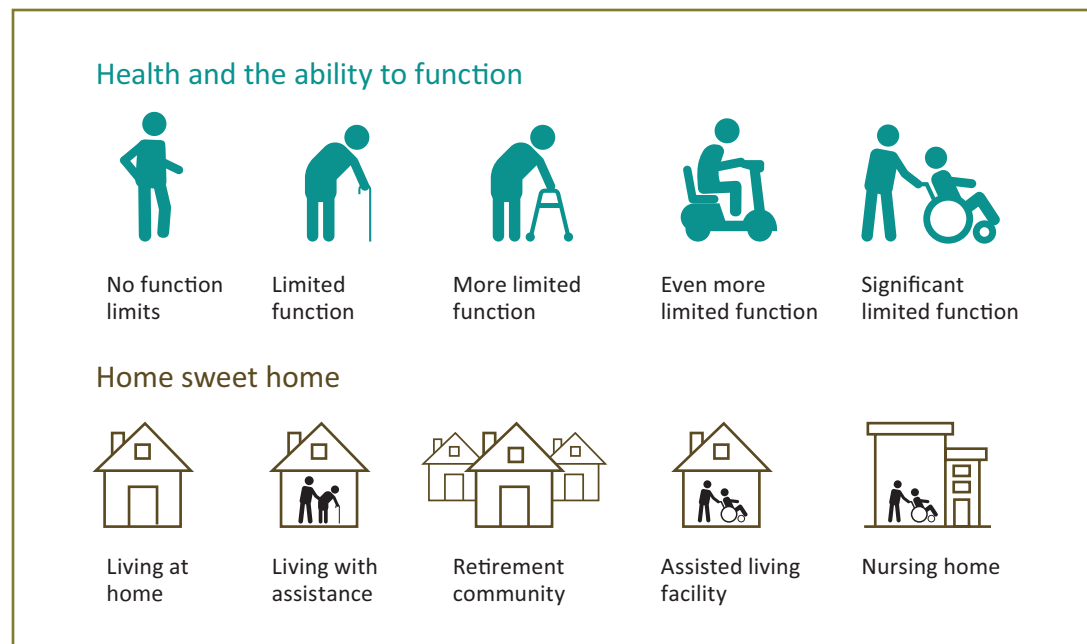 Health and the ability to function
No function
limits
Limited
function
More limited
function
Even more
limited function
Significant
limited function
Home sweet home
Living at
home
Living with
assistance
Retirement
community
Assisted living
facility
Nursing home